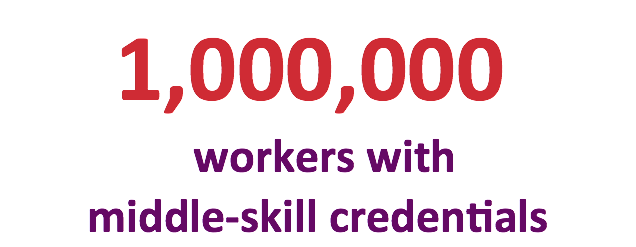 1,000,000
workers with
middle-skill credentials